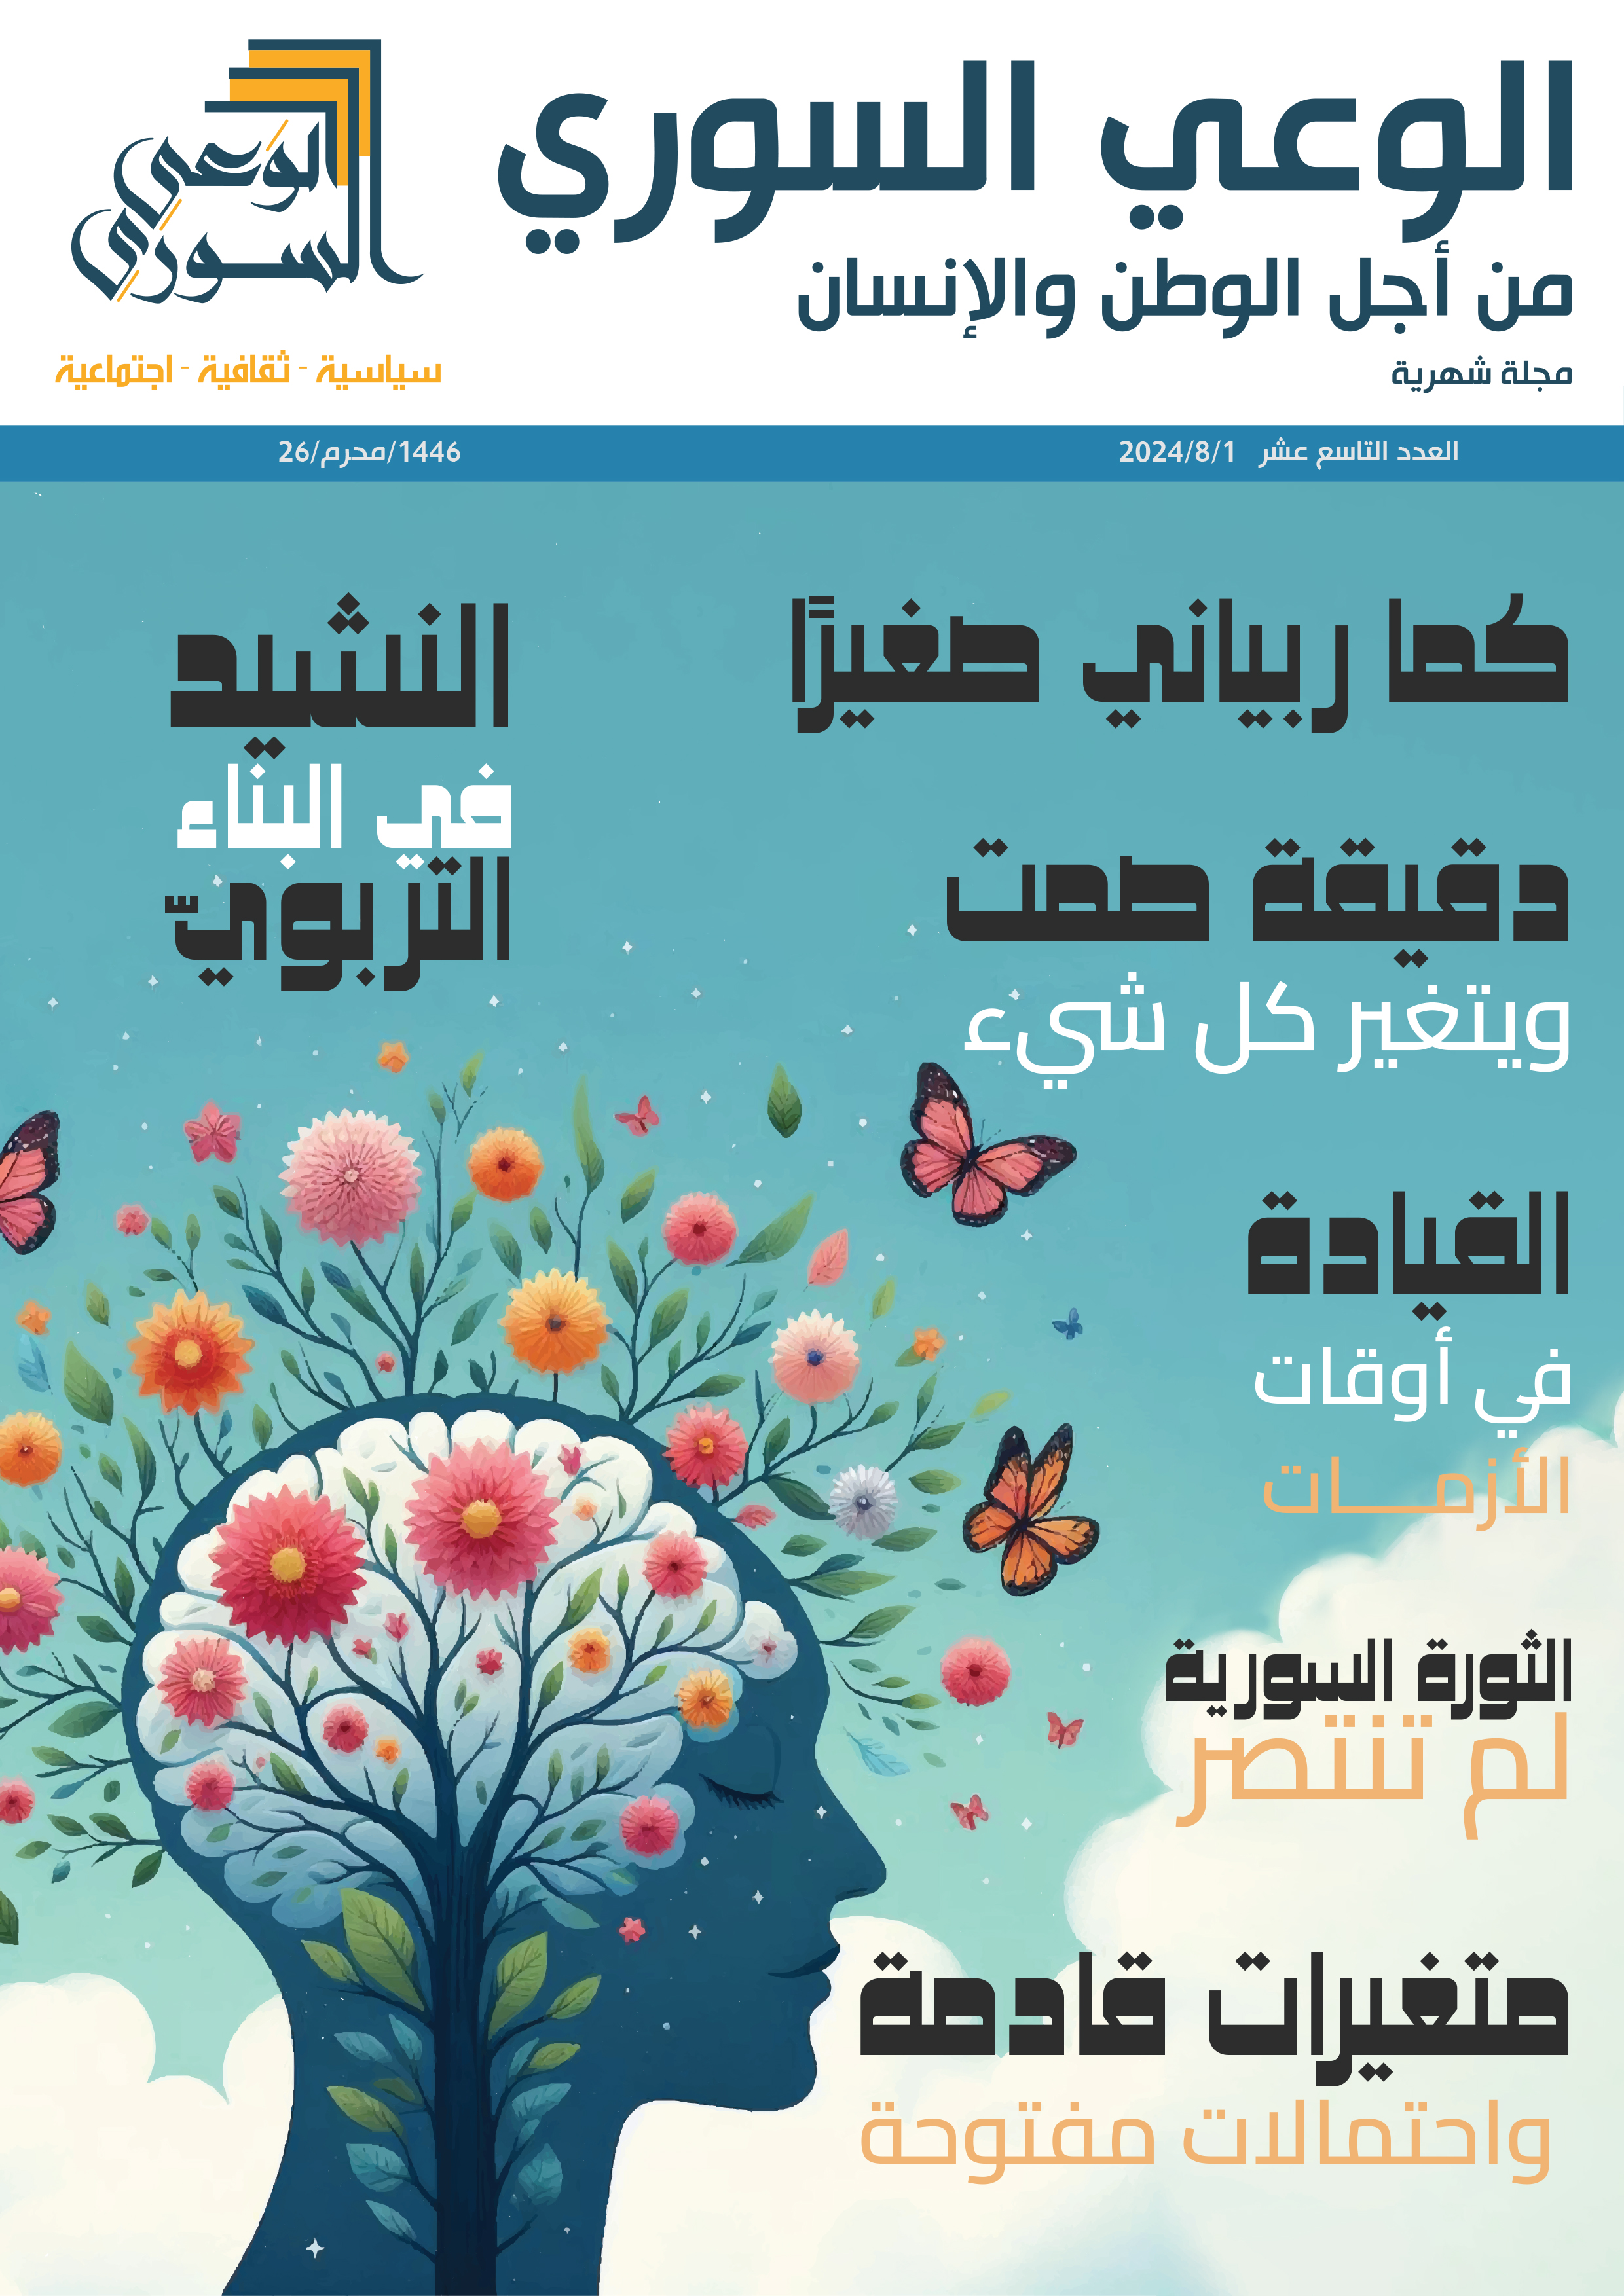 الوعي السوري
من أجل الوطن والإنسان
مجلة شهرية
الوعي
السوري
سياسية - ثقافية - اجتماعية
العدد التاسع عشر 2024/8/1
26/محرم/1446
كما ربياني صغيرًا
دقيقة صمت
ويتغير كل شيء
القيادة
في أوقات
الأزمـــات
الثورة السورية
لم تنتصر
متغيرات قادمة
واحتمالات مفتوحة
النشيد
في البناء
التربويّ